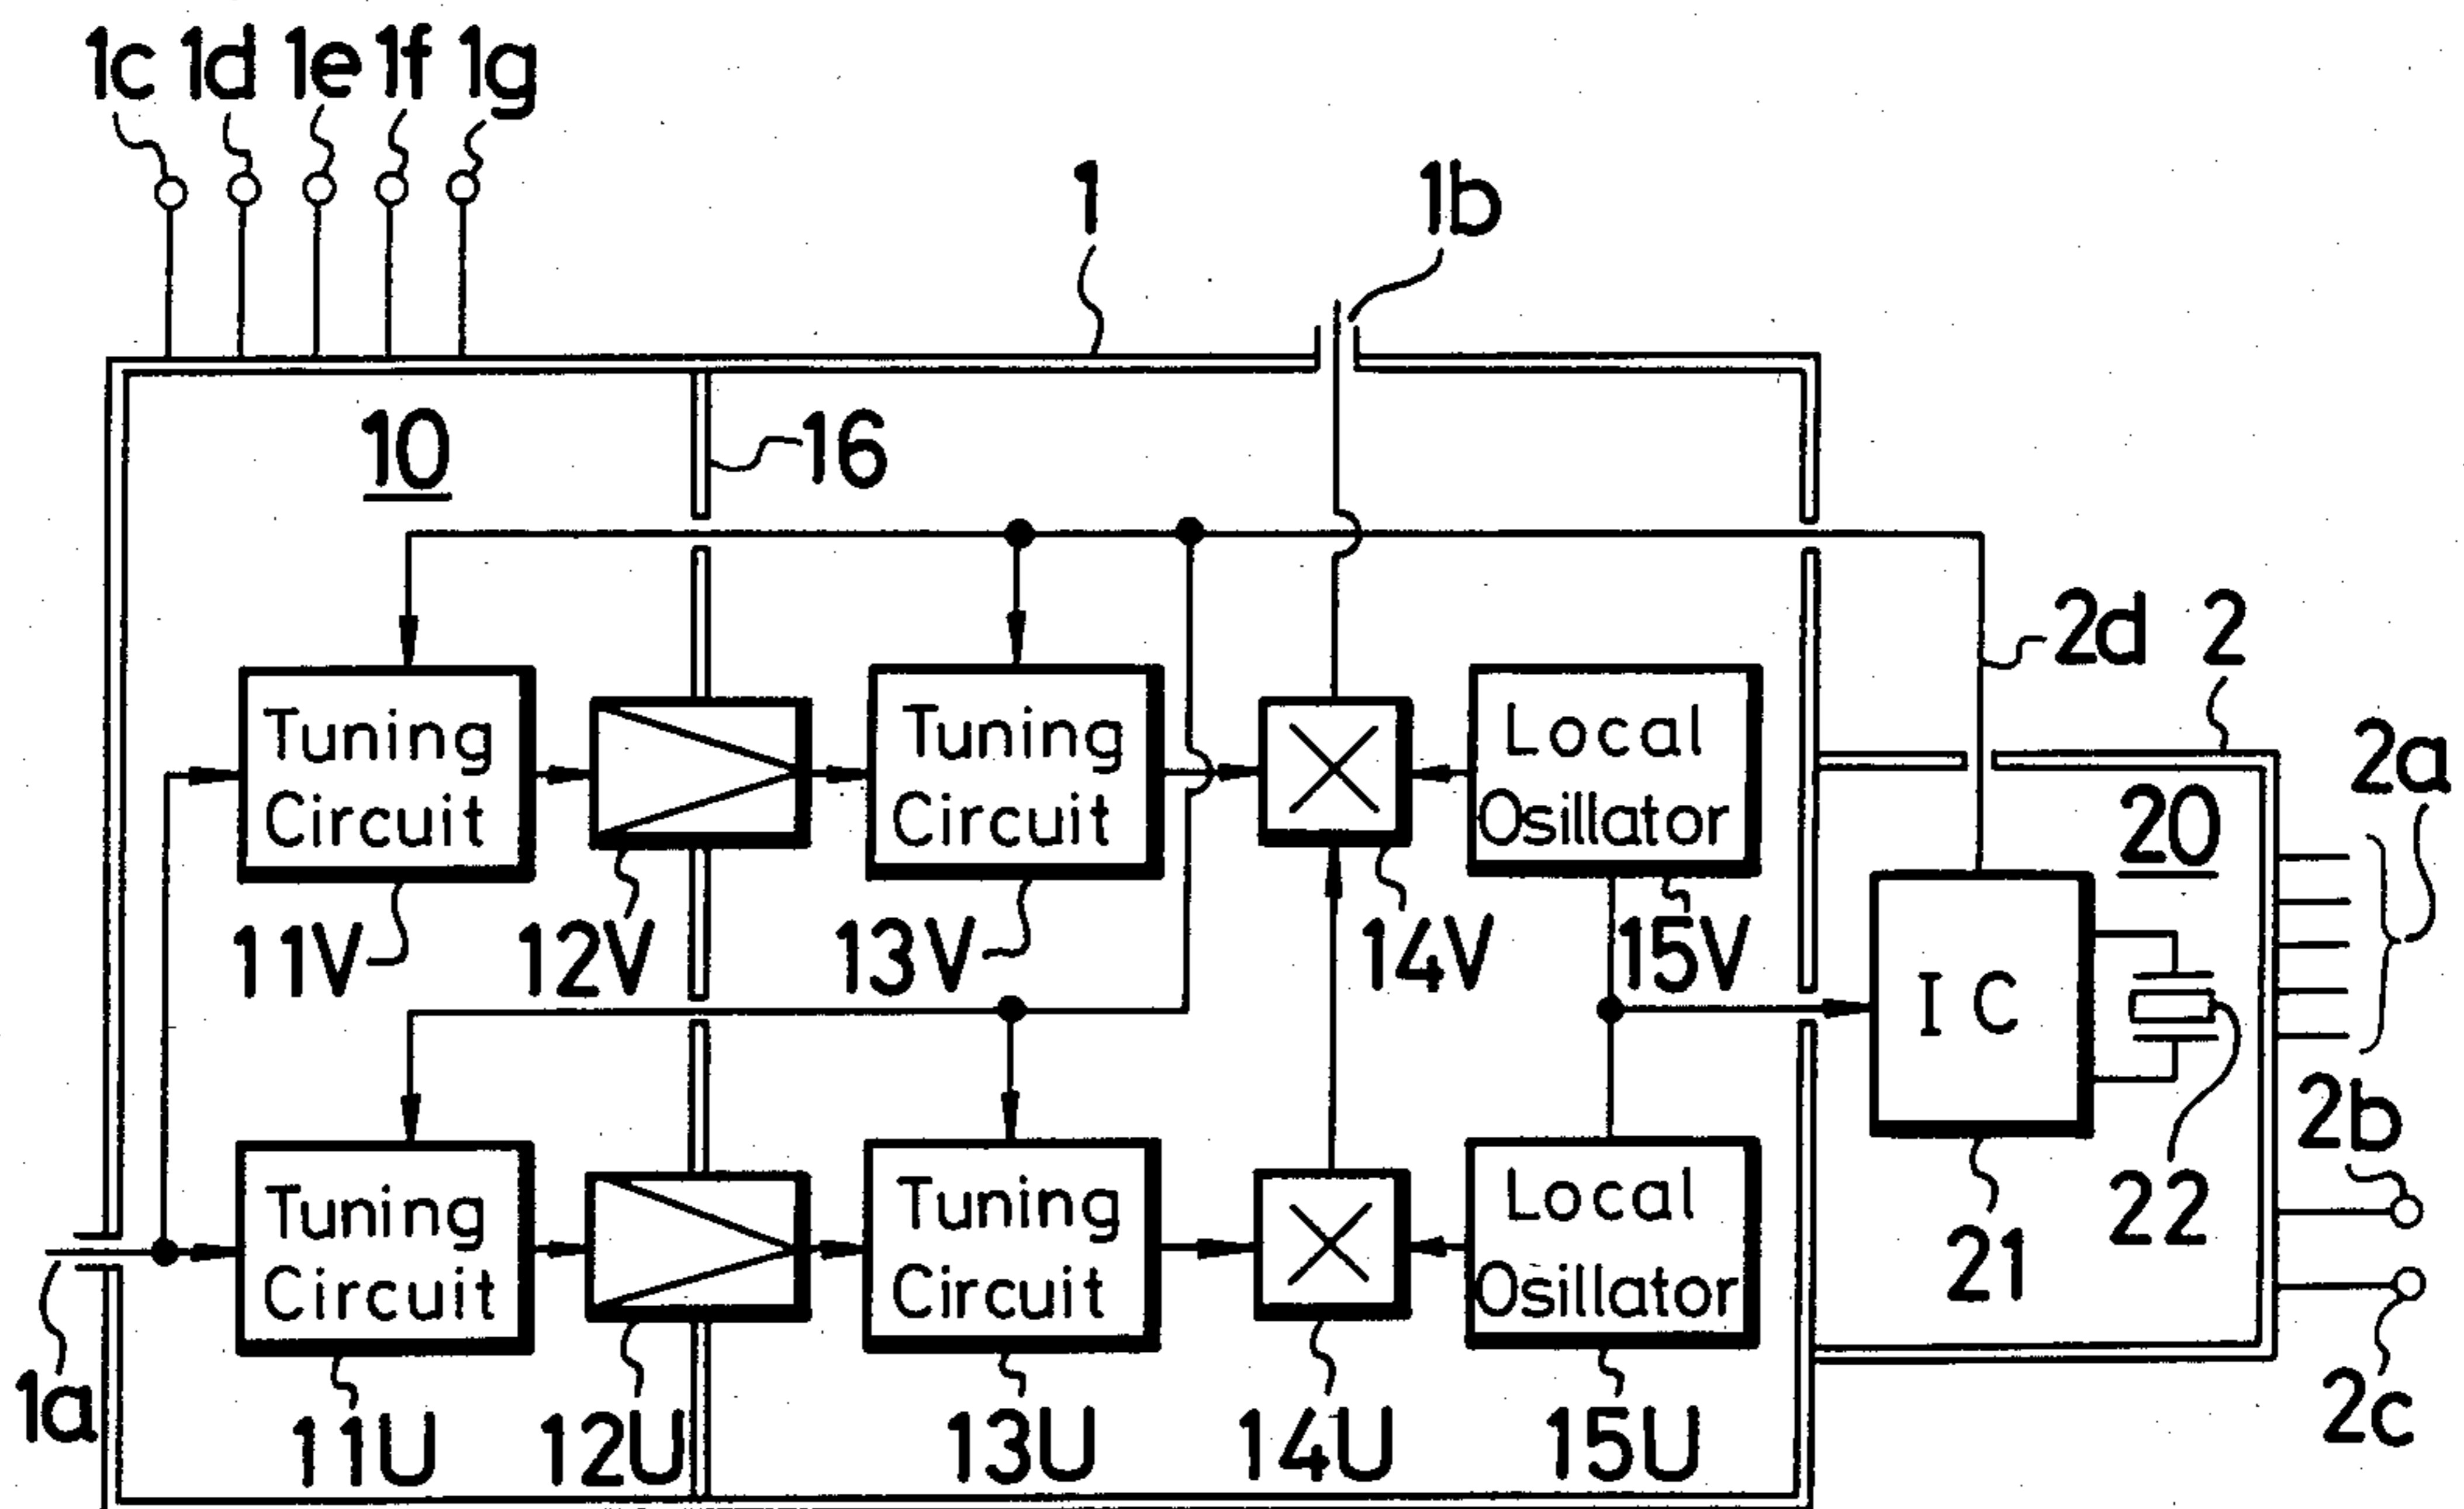 1c 1d 1e 1f 1g
1
1b
10
16
2d
2
2a
Tuning
Circuit
Tuning
Circuit
Local
Osillator
20
11V
12V
13V
14V
15V
I C
2b
Tuning
Circuit
Tuning
Circuit
Local
Osillator
21
22
1a
11U
12U
13U
14U
15U
2c